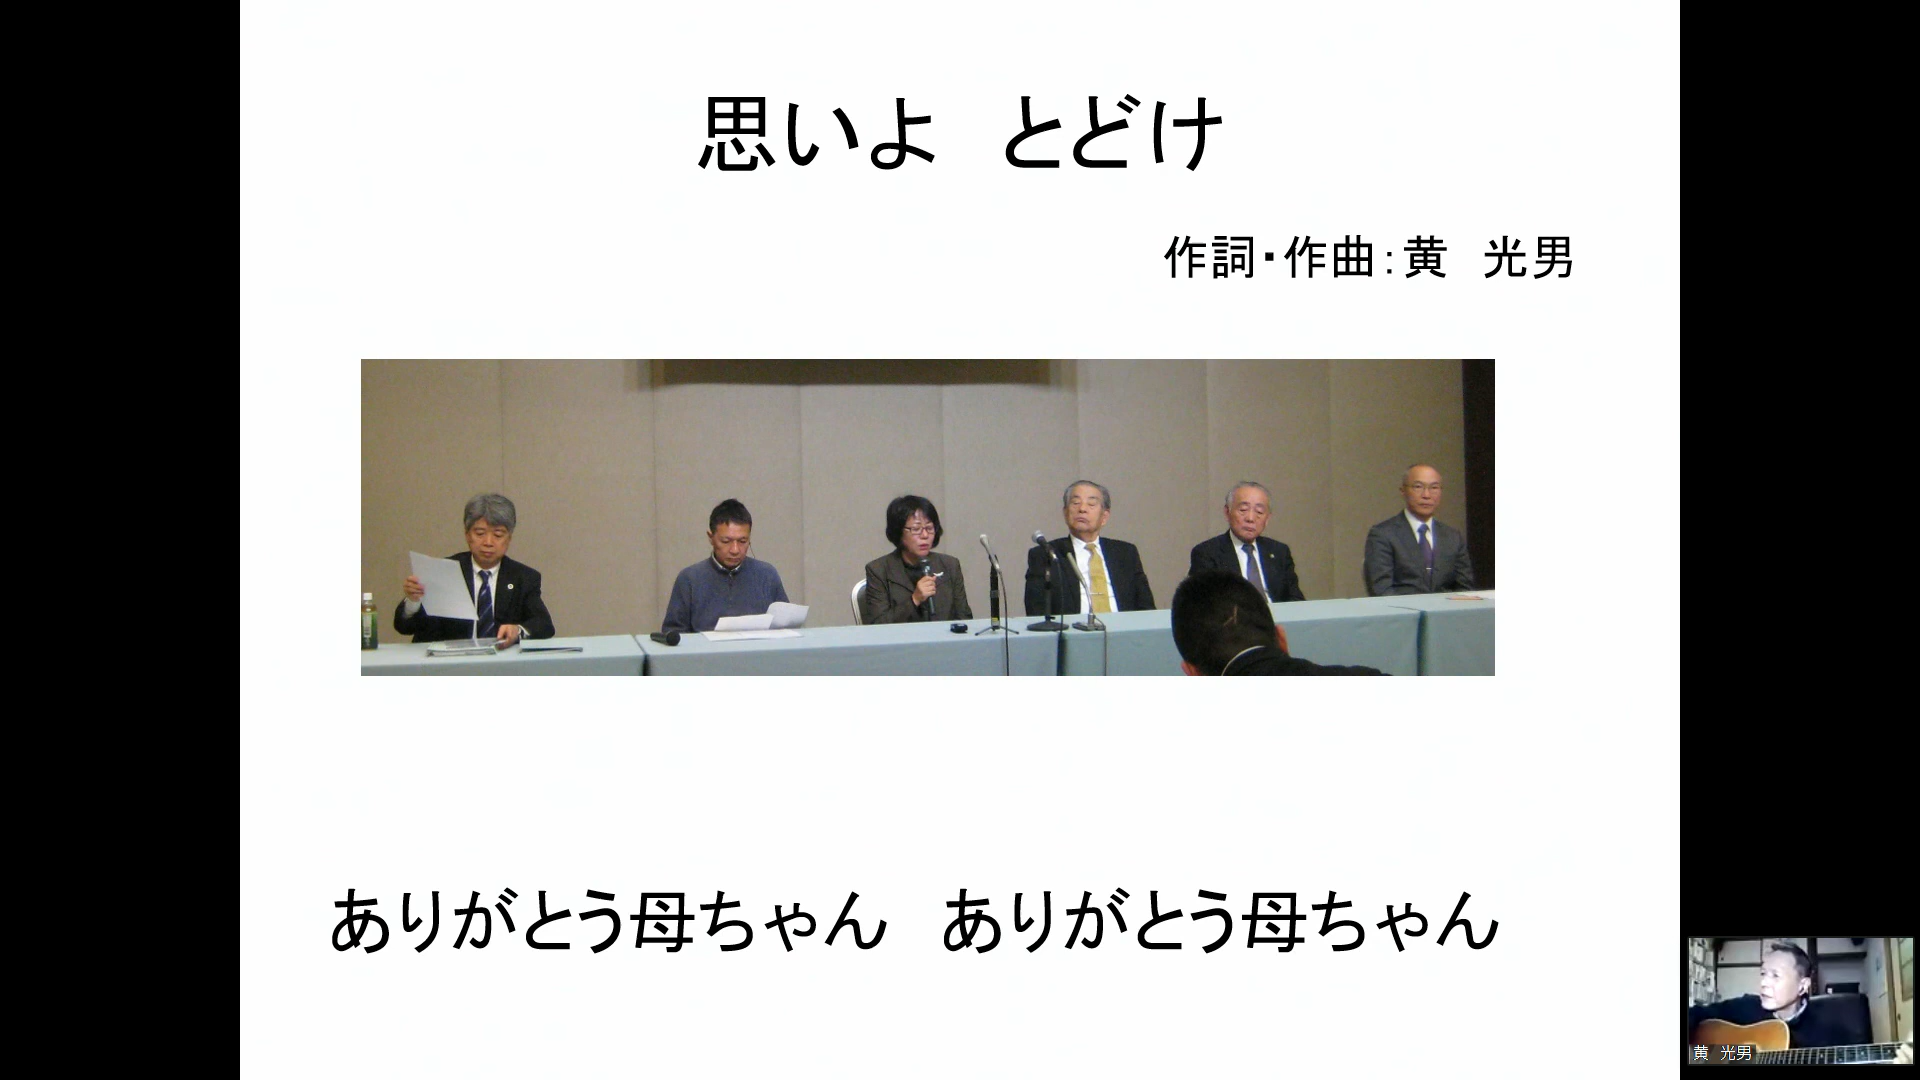 思いよ　とどけ
作詞・作曲：黄　光男
ありがとう母ちゃん　ありがとう母ちゃん
黄　光男